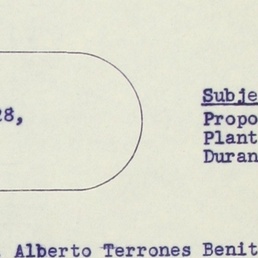 Subje
28,
Propo
Plant
Duran
. Alberto Terrones Benit